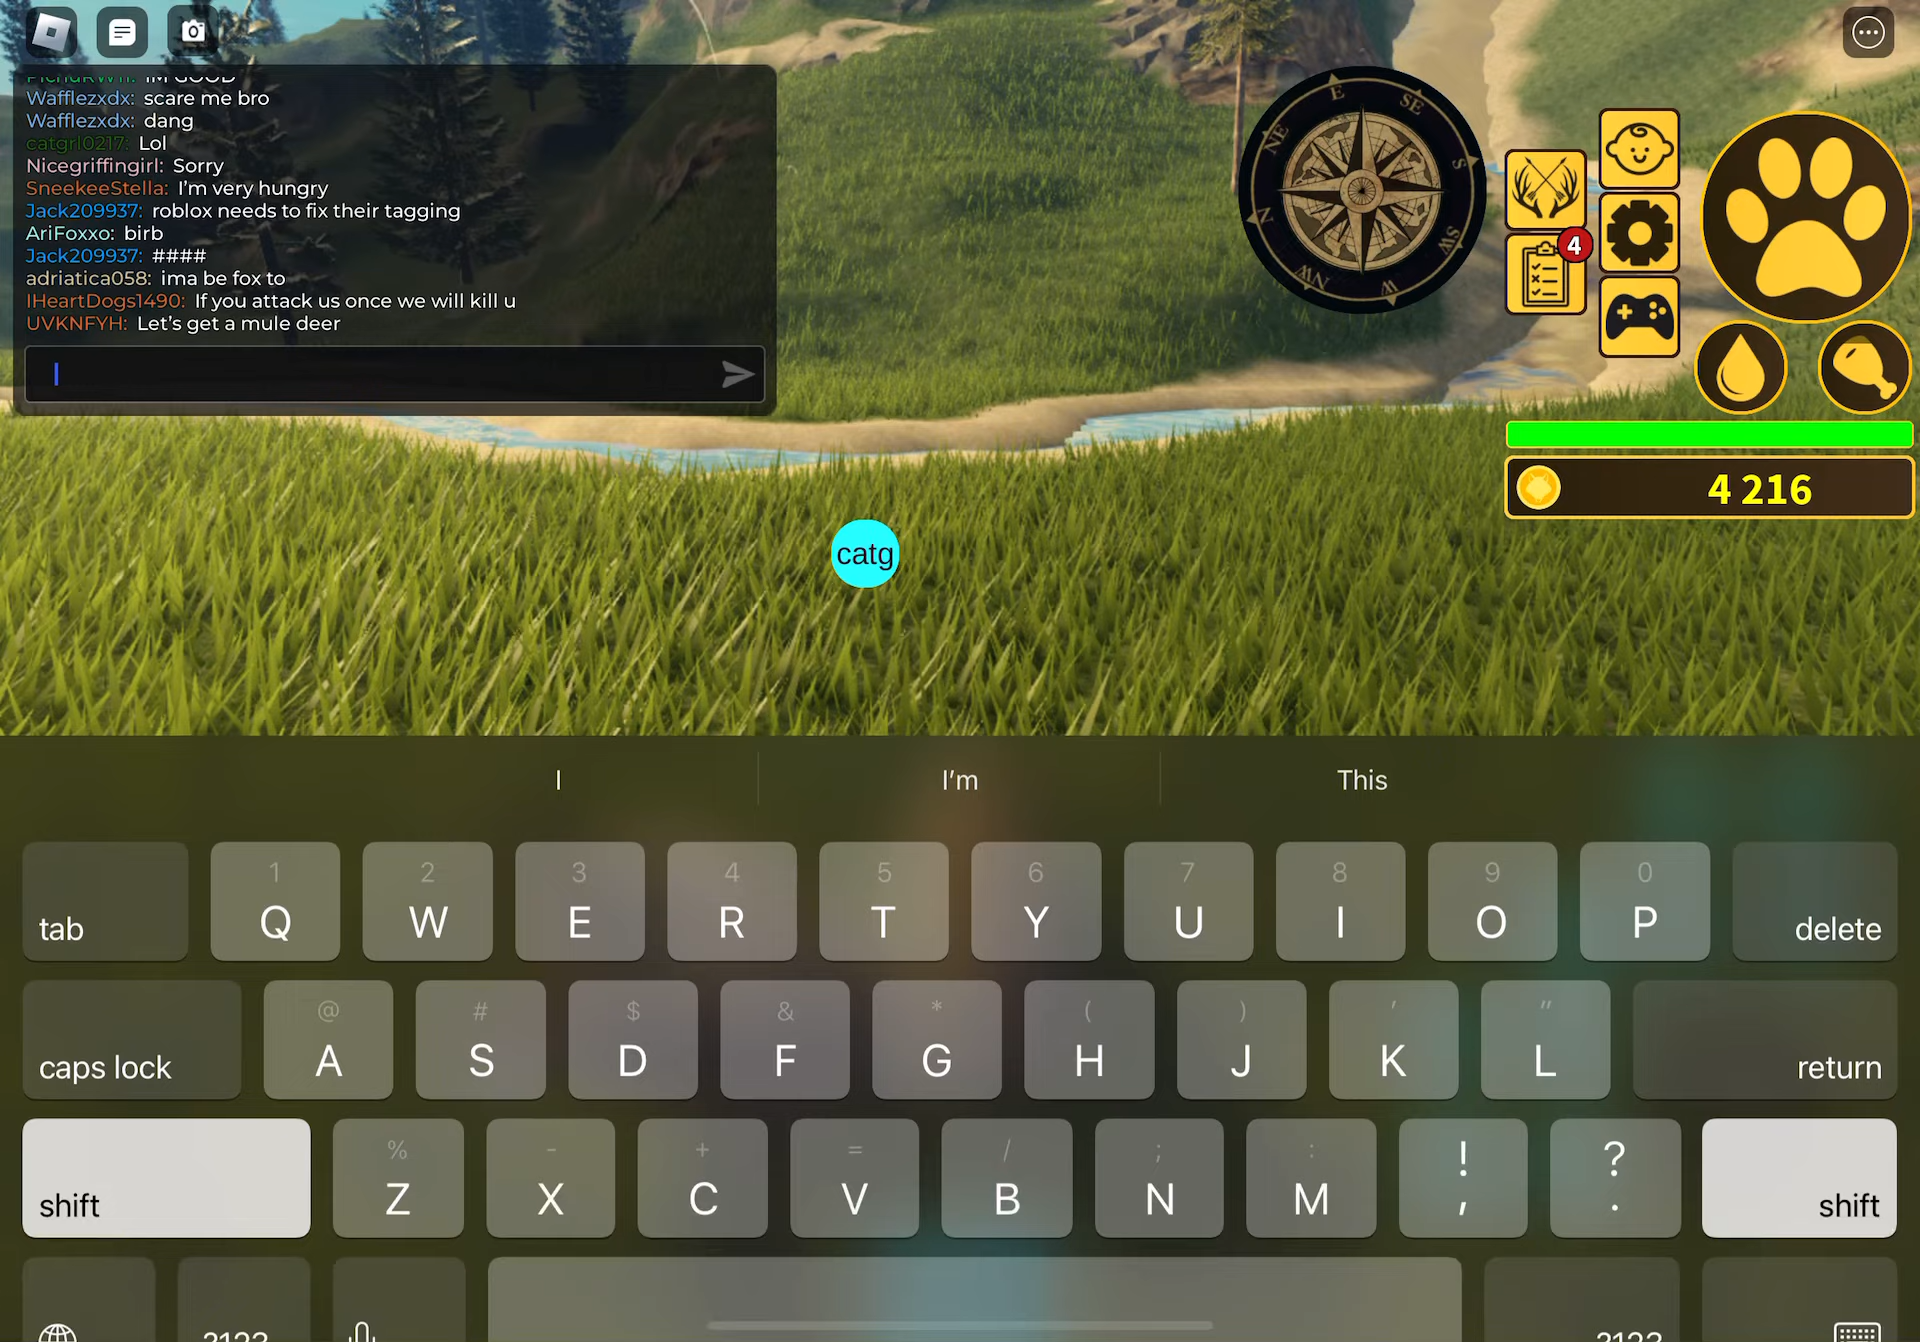 IM GOOD
Wafflezxdx: scare me bro
Wafflezxdx: dang
catgrl0217: Lol
Nicegriffingirl: Sorry
SneekeeStella: I'm very hungry
Jack209937: roblox needs to fix their tagging
AriFoxxo: birb
Jack209937: ####
adriatica058: ima be fox to
IHeartDogs1490: If you attack us once we will kill u
UVKNFYH: Let's get a mule deer
E SE S SW W NW N NE
4
4 216
catg
I I'm This
1 2 3 4 5 6 7 8 9 0
tab Q W E R T Y U I O P delete
@ # $ & * ( ) ' "
caps lock A S D F G H J K L return
% - + = / ; : ! ?
shift Z X C V B N M , . shift